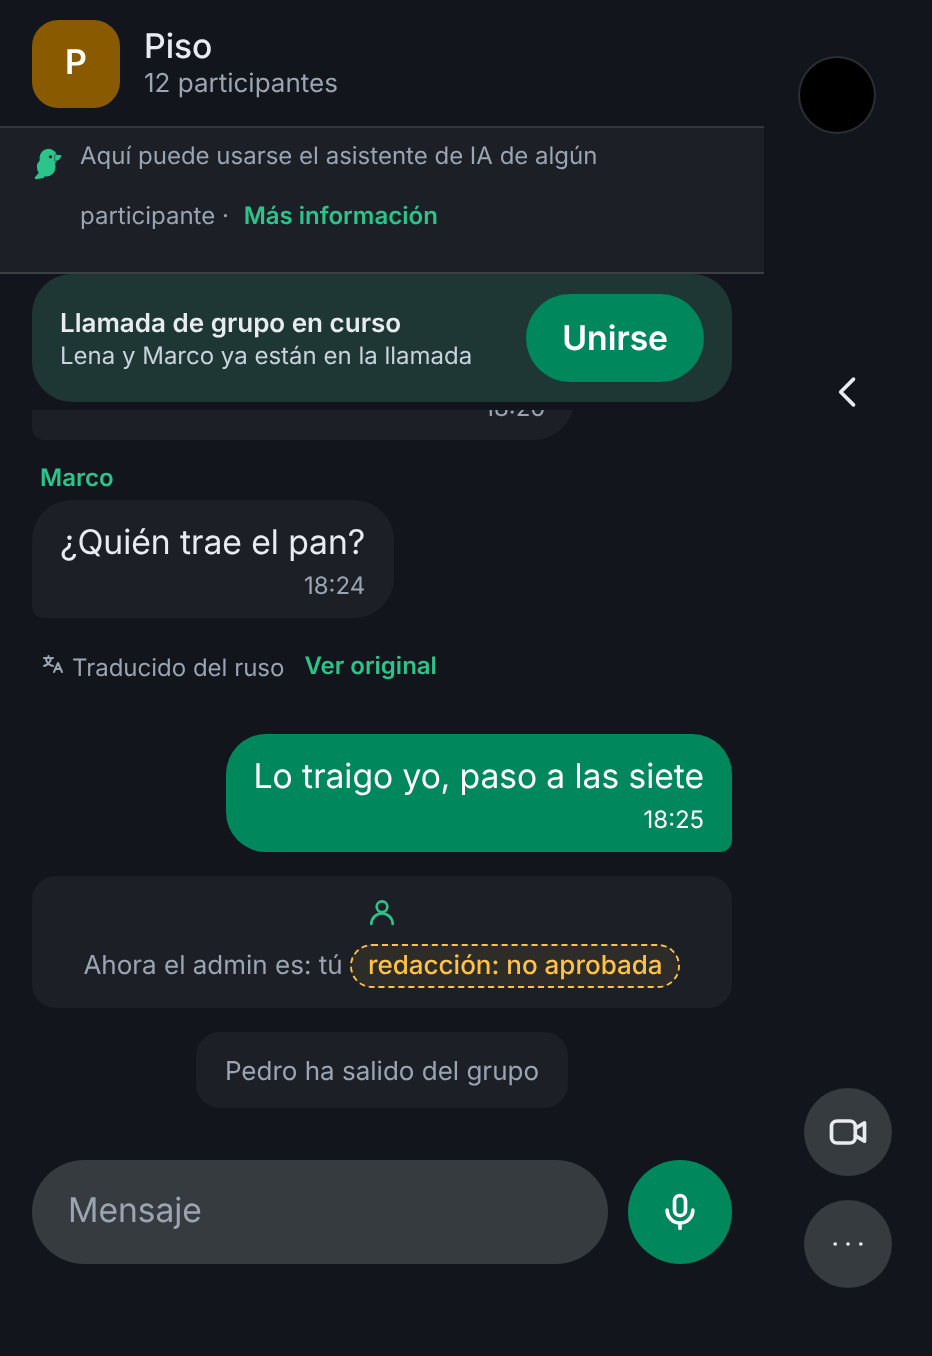 P
Piso
12 participantes
Aquí puede usarse el asistente de IA de algún
participante · Más información
Llamada de grupo en curso
Lena y Marco ya están en la llamada
Unirse
Marco
¿Quién trae el pan?
18:24
Traducido del ruso Ver original
Lo traigo yo, paso a las siete
18:25
Ahora el admin es: tú redacción: no aprobada
Pedro ha salido del grupo
Mensaje